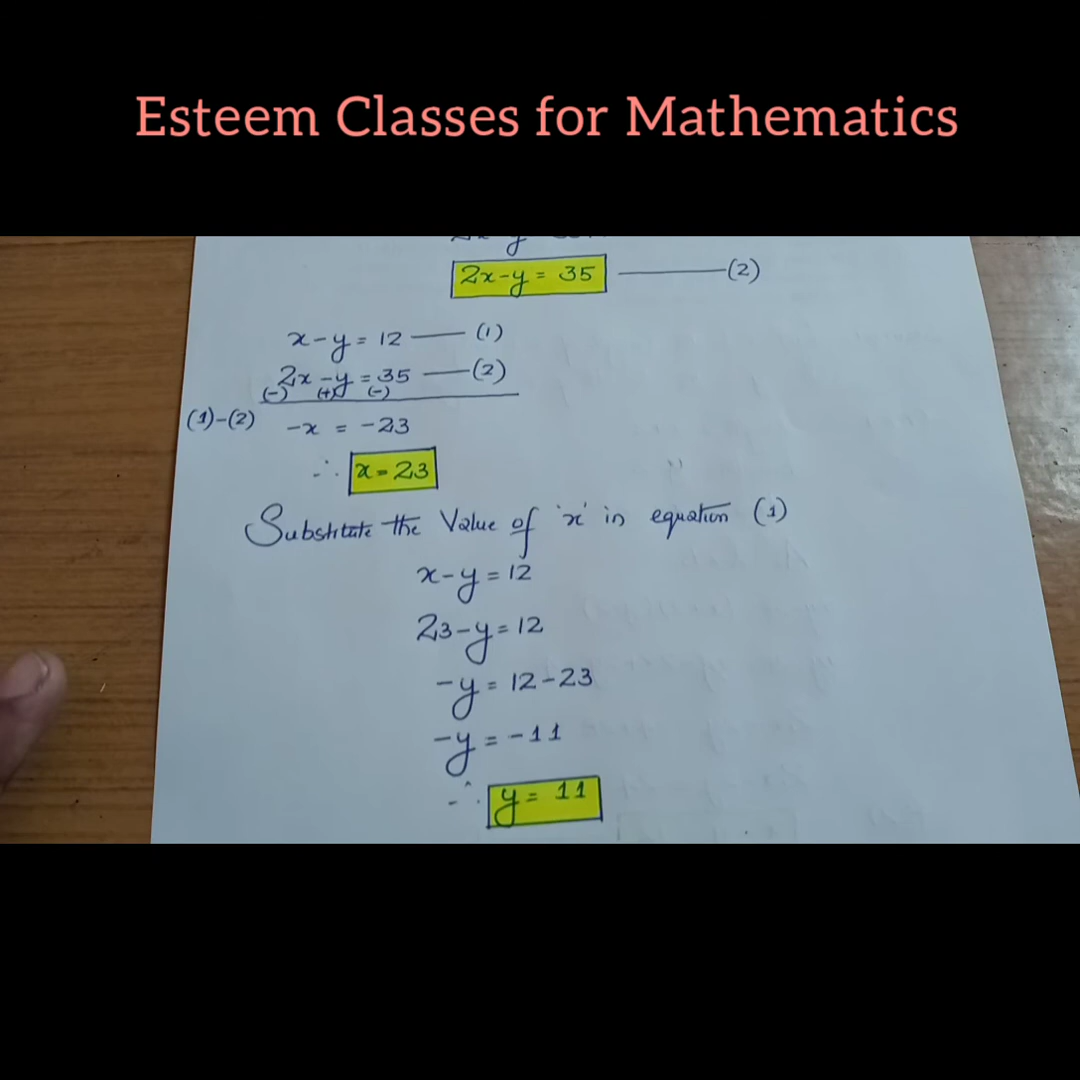 Esteem Classes for Mathematics
2x-y = 35 ———(2)
x-y = 12 —— (1)
2x-y = 35 ——(2)
(-) (+) (-)
(1)-(2) -x = -23
∴ x = 23
Substitute the Value of 'x' in equation (1)
x-y = 12
23-y = 12
-y = 12-23
-y = -11
∴ y = 11